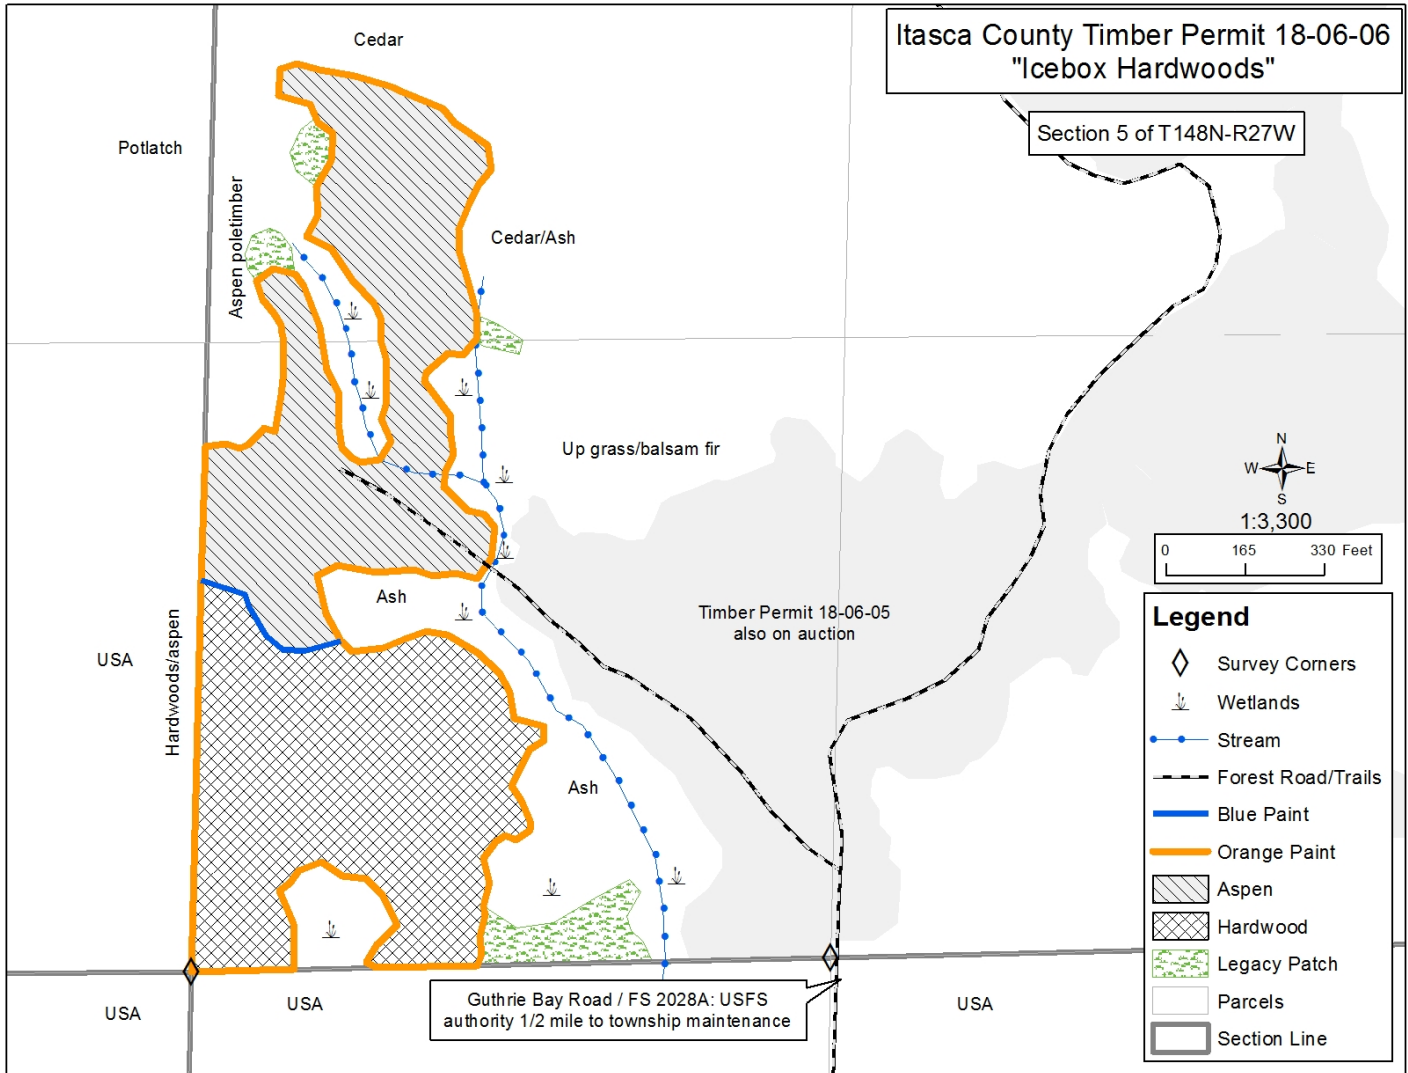 Itasca County Timber Permit 18-06-06
"Icebox Hardwoods"
Section 5 of T148N-R27W
Cedar
Potlatch
Aspen poletimber
Cedar/Ash
Up grass/balsam fir
N
W E
S
1:3,300
0 165 330 Feet
Ash
Timber Permit 18-06-05
also on auction
USA
Hardwoods/aspen
Ash
Legend
Survey Corners
Wetlands
Stream
Forest Road/Trails
Blue Paint
Orange Paint
Aspen
Hardwood
Legacy Patch
Parcels
Section Line
Guthrie Bay Road / FS 2028A: USFS
authority 1/2 mile to township maintenance
USA
USA
USA